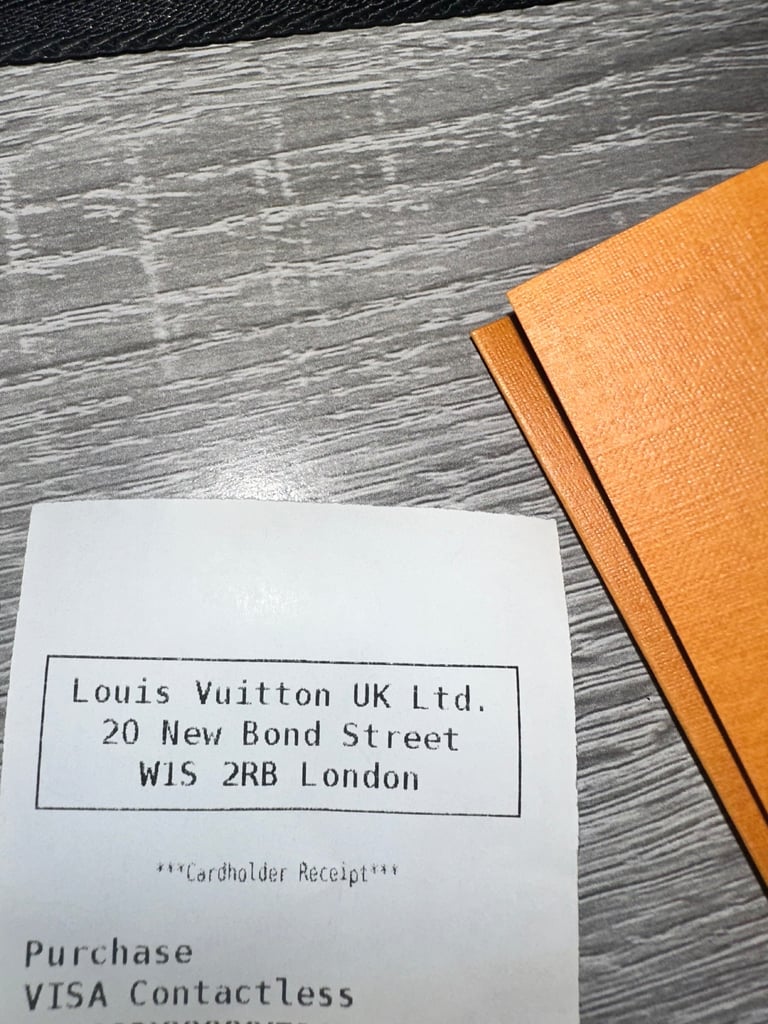 Louis Vuitton UK Ltd.
20 New Bond Street
W1S 2RB London
***Cardholder Receipt***
Purchase
VISA Contactless